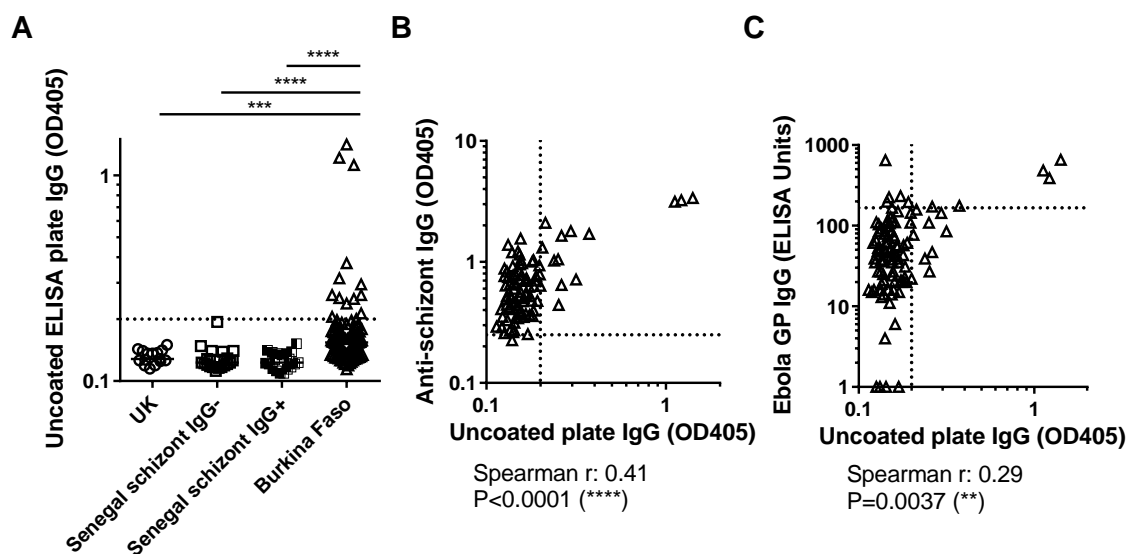 A
****
****
***
Uncoated ELISA plate IgG (OD405)
1
0.1
UK
Senegal schizont IgG-
Senegal schizont IgG+
Burkina Faso
B
Anti-schizont IgG (OD405)
10
1
0.1
0.1
1
Uncoated plate IgG (OD405)
Spearman r: 0.41
P<0.0001 (****)
C
Ebola GP IgG (ELISA Units)
1000
100
10
1
0.1
1
Uncoated plate IgG (OD405)
Spearman r: 0.29
P=0.0037 (**)